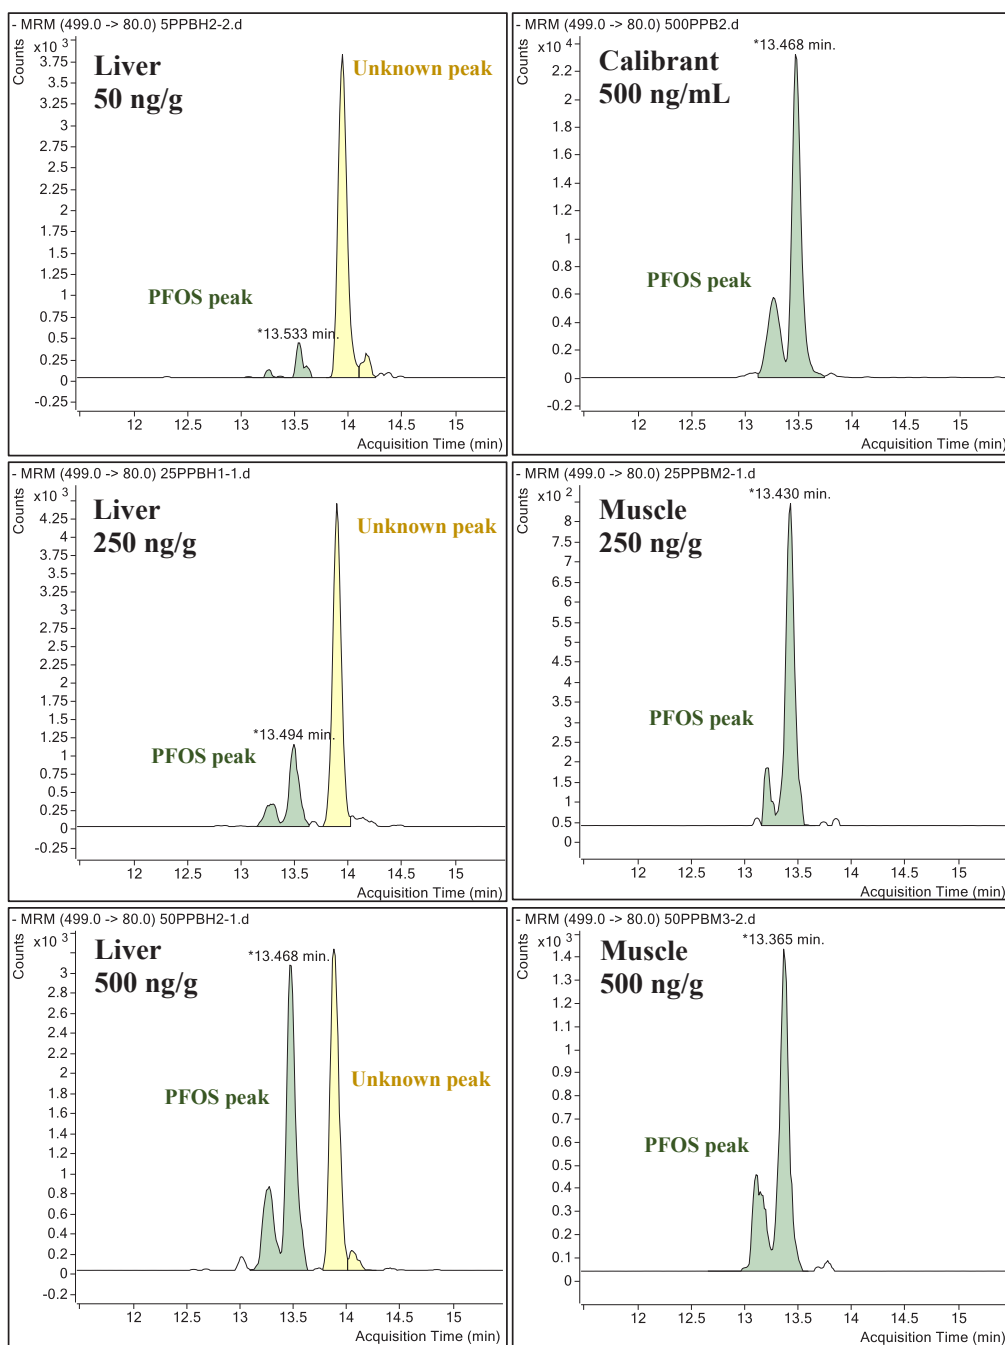 - MRM (499.0 -> 80.0) 5PPBH2-2.d
Counts
x10 3
Liver
50 ng/g
Unknown peak
PFOS peak
*13.533 min.
3.75
3.5
3.25
3
2.75
2.5
2.25
2
1.75
1.5
1.25
1
0.75
0.5
0.25
0
-0.25
12 12.5 13 13.5 14 14.5 15
Acquisition Time (min)
- MRM (499.0 -> 80.0) 500PPB2.d
Counts
x10 4
*13.468 min.
Calibrant
500 ng/mL
PFOS peak
2.2
2
1.8
1.6
1.4
1.2
1
0.8
0.6
0.4
0.2
0
-0.2
12 12.5 13 13.5 14 14.5 15
Acquisition Time (min)
- MRM (499.0 -> 80.0) 25PPBH1-1.d
Counts
x10 3
Liver
250 ng/g
Unknown peak
*13.494 min.
PFOS peak
4.25
4
3.75
3.5
3.25
3
2.75
2.5
2.25
2
1.75
1.5
1.25
1
0.75
0.5
0.25
0
-0.25
12 12.5 13 13.5 14 14.5 15
Acquisition Time (min)
- MRM (499.0 -> 80.0) 25PPBM2-1.d
Counts
x10 2
*13.430 min.
Muscle
250 ng/g
PFOS peak
8
7.5
7
6.5
6
5.5
5
4.5
4
3.5
3
2.5
2
1.5
1
0.5
0
12 12.5 13 13.5 14 14.5 15
Acquisition Time (min)
- MRM (499.0 -> 80.0) 50PPBH2-1.d
Counts
x10 3
Liver
500 ng/g
*13.468 min.
PFOS peak
Unknown peak
3
2.8
2.6
2.4
2.2
2
1.8
1.6
1.4
1.2
1
0.8
0.6
0.4
0.2
0
-0.2
12 12.5 13 13.5 14 14.5 15
Acquisition Time (min)
- MRM (499.0 -> 80.0) 50PPBM3-2.d
Counts
x10 3
*13.365 min.
Muscle
500 ng/g
PFOS peak
1.4
1.3
1.2
1.1
1
0.9
0.8
0.7
0.6
0.5
0.4
0.3
0.2
0.1
0
12 12.5 13 13.5 14 14.5 15
Acquisition Time (min)